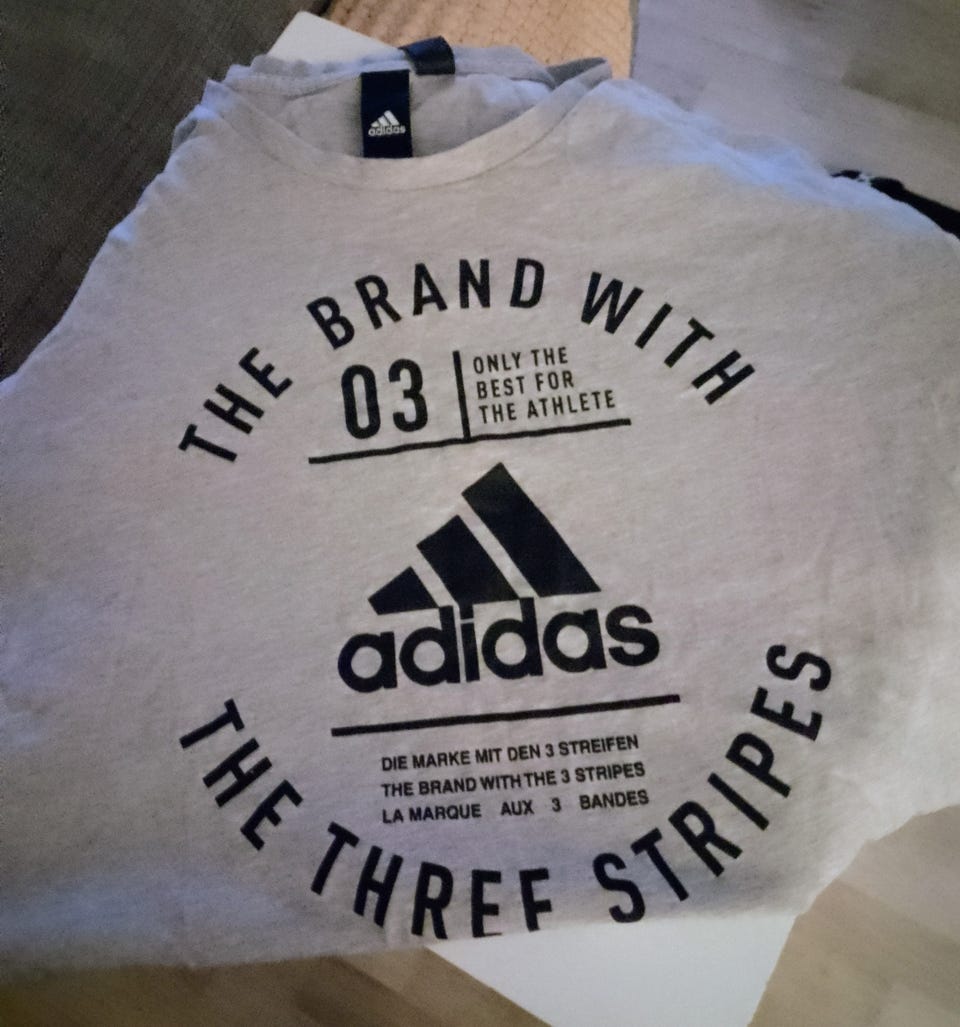 adidas
THE BRAND WITH
03
ONLY THE
BEST FOR
THE ATHLETE
adidas
DIE MARKE MIT DEN 3 STREIFEN
THE BRAND WITH THE 3 STRIPES
LA MARQUE AUX 3 BANDES
THE THREE STRIPES